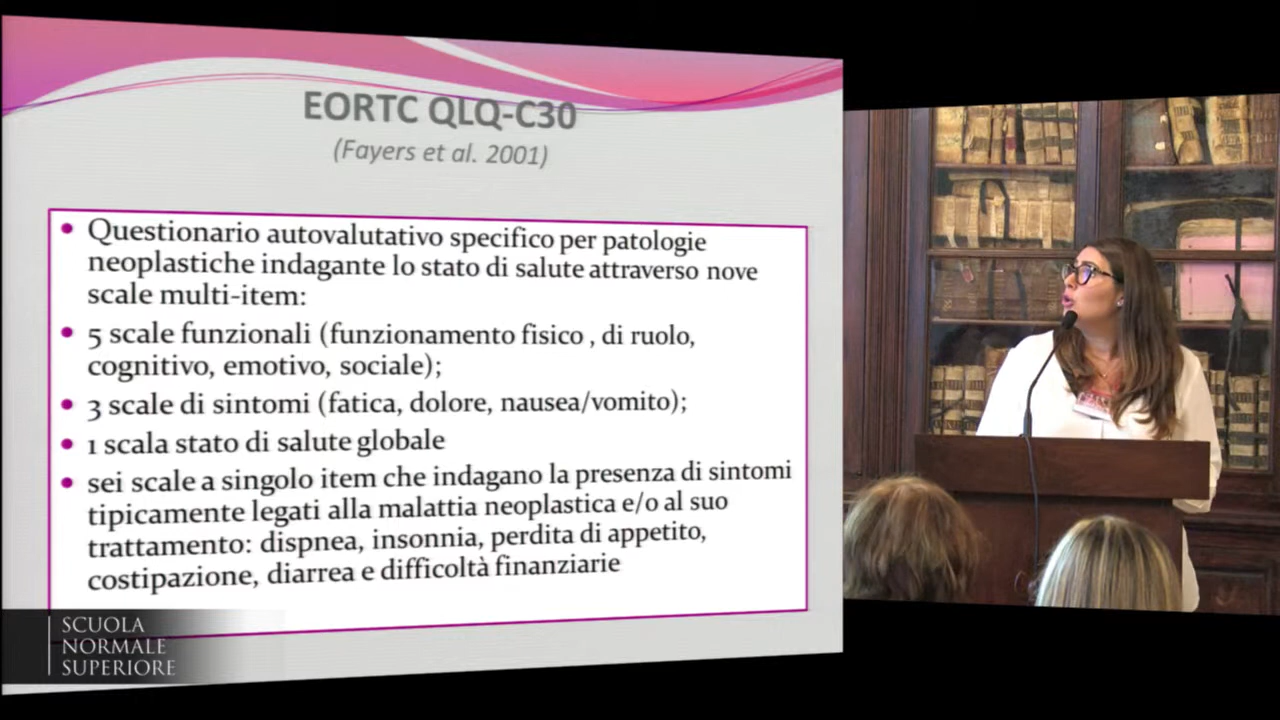 EORTC QLQ-C30
(Fayers et al. 2001)
• Questionario autovalutativo specifico per patologie
neoplastiche indagante lo stato di salute attraverso nove
scale multi-item:
• 5 scale funzionali (funzionamento fisico , di ruolo,
cognitivo, emotivo, sociale);
• 3 scale di sintomi (fatica, dolore, nausea/vomito);
• 1 scala stato di salute globale
• sei scale a singolo item che indagano la presenza di sintomi
tipicamente legati alla malattia neoplastica e/o al suo
trattamento: dispnea, insonnia, perdita di appetito,
costipazione, diarrea e difficoltà finanziarie
SCUOLA
NORMALE
SUPERIORE